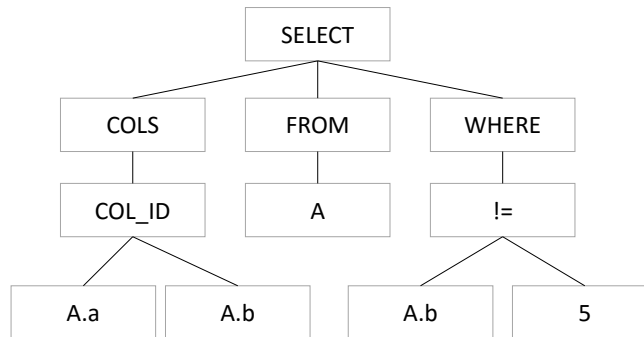 SELECT
COLS
FROM
WHERE
COL_ID
A
!=
A.a
A.b
A.b
5